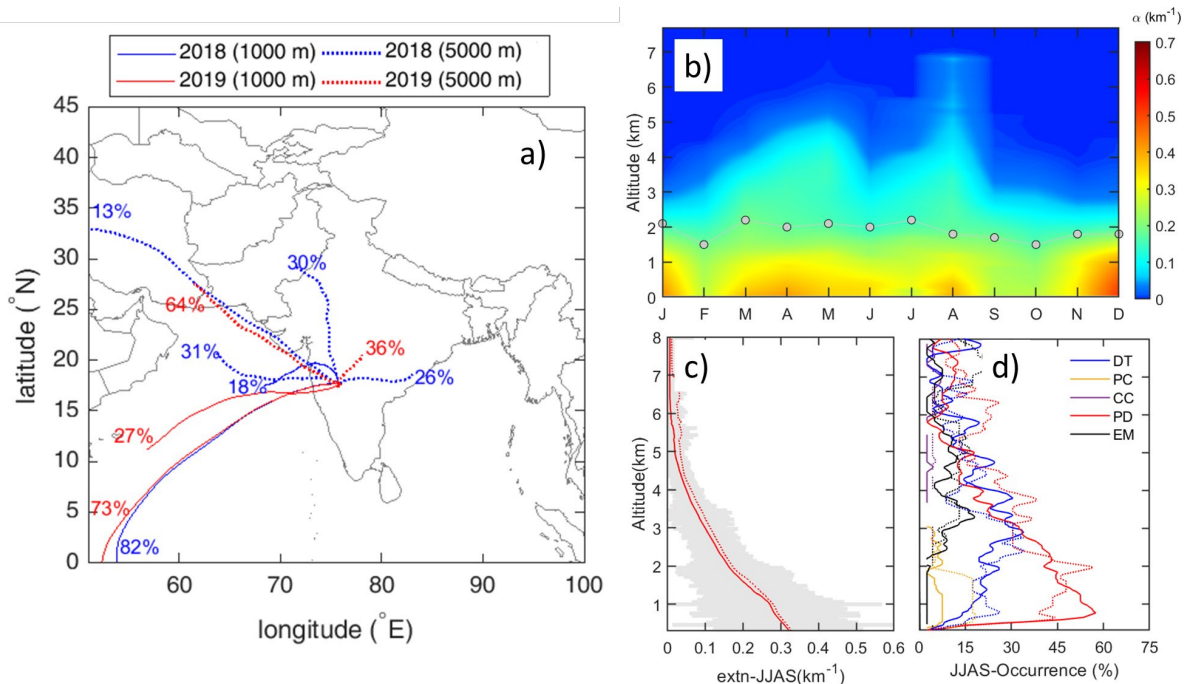 2018 (1000 m) 2018 (5000 m)
2019 (1000 m) 2019 (5000 m)
a)
latitude (°N)
45
40
35
30
25
20
15
10
5
0
13%
30%
64%
31%
36%
18%
26%
27%
73%
82%
60 70 80 90 100
longitude (°E)
b)
Altitude (km)
7
6
5
4
3
2
1
0
J F M A M J J A S O N D
α (km⁻¹)
0.7
0.6
0.5
0.4
0.3
0.2
0.1
0
c)
Altitude(km)
8
7
6
5
4
3
2
1
0 0.1 0.2 0.3 0.4 0.5 0.6
extn-JJAS(km⁻¹)
d)
DT
PC
CC
PD
EM
0 15 30 45 60 75
JJAS-Occurrence (%)